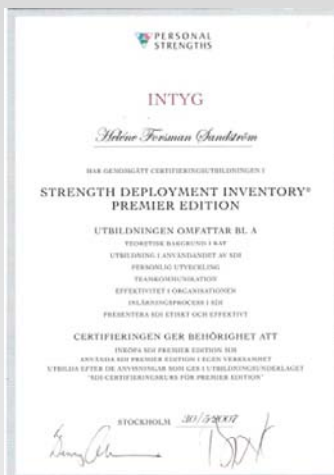 PERSONAL
STRENGTHS
INTYG
Heléne Forsman Sandström
HAR GENOMGÅTT CERTIFIERINGSUTBILDNINGEN I
STRENGTH DEPLOYMENT INVENTORY®
PREMIER EDITION
UTBILDNINGEN OMFATTAR BL A
TEORETISK BAKGRUND I RAT
UTBILDNING I ANVÄNDANDET AV SDI
PERSONLIG UTVECKLING
TEAMKOMMUNIKATION
EFFEKTIVITET I ORGANISATIONEN
INLÄRNINGSPROCESS I SDI
PRESENTERA SDI ETISKT OCH EFFEKTIVT
CERTIFIERINGEN GER BEHÖRIGHET ATT
INKÖPA SDI PREMIER EDITION
ANVÄNDA SDI PREMIER EDITION I EGEN VERKSAMHET
UTBILDA EFTER DE ANVISNINGAR SOM GES I UTBILDNINGSUNDERLAGET
"SDI-CERTIFIERINGSKURS FÖR PREMIER EDITION"
STOCKHOLM 30/5-2007